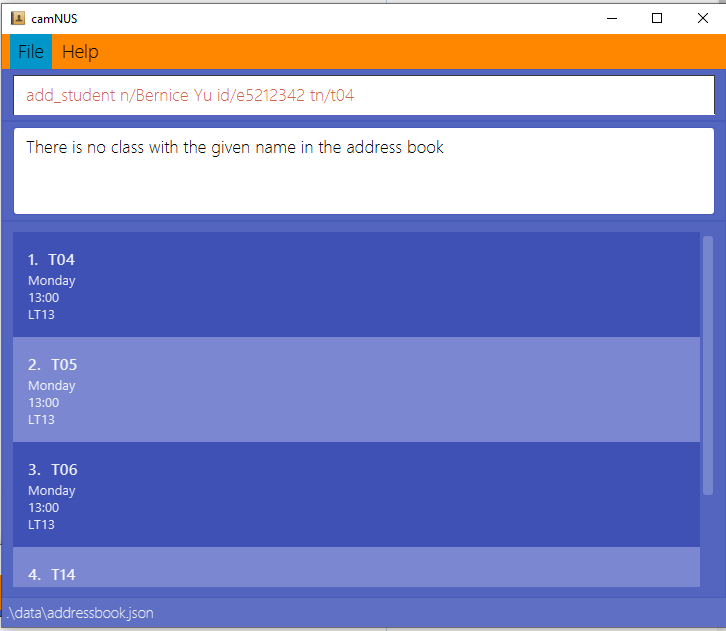 camNUS
File Help
add_student n/Bernice Yu id/e5212342 tn/t04
There is no class with the given name in the address book
1. T04
Monday
13:00
LT13
2. T05
Monday
13:00
LT13
3. T06
Monday
13:00
LT13
4. T14
.\data\addressbook.json